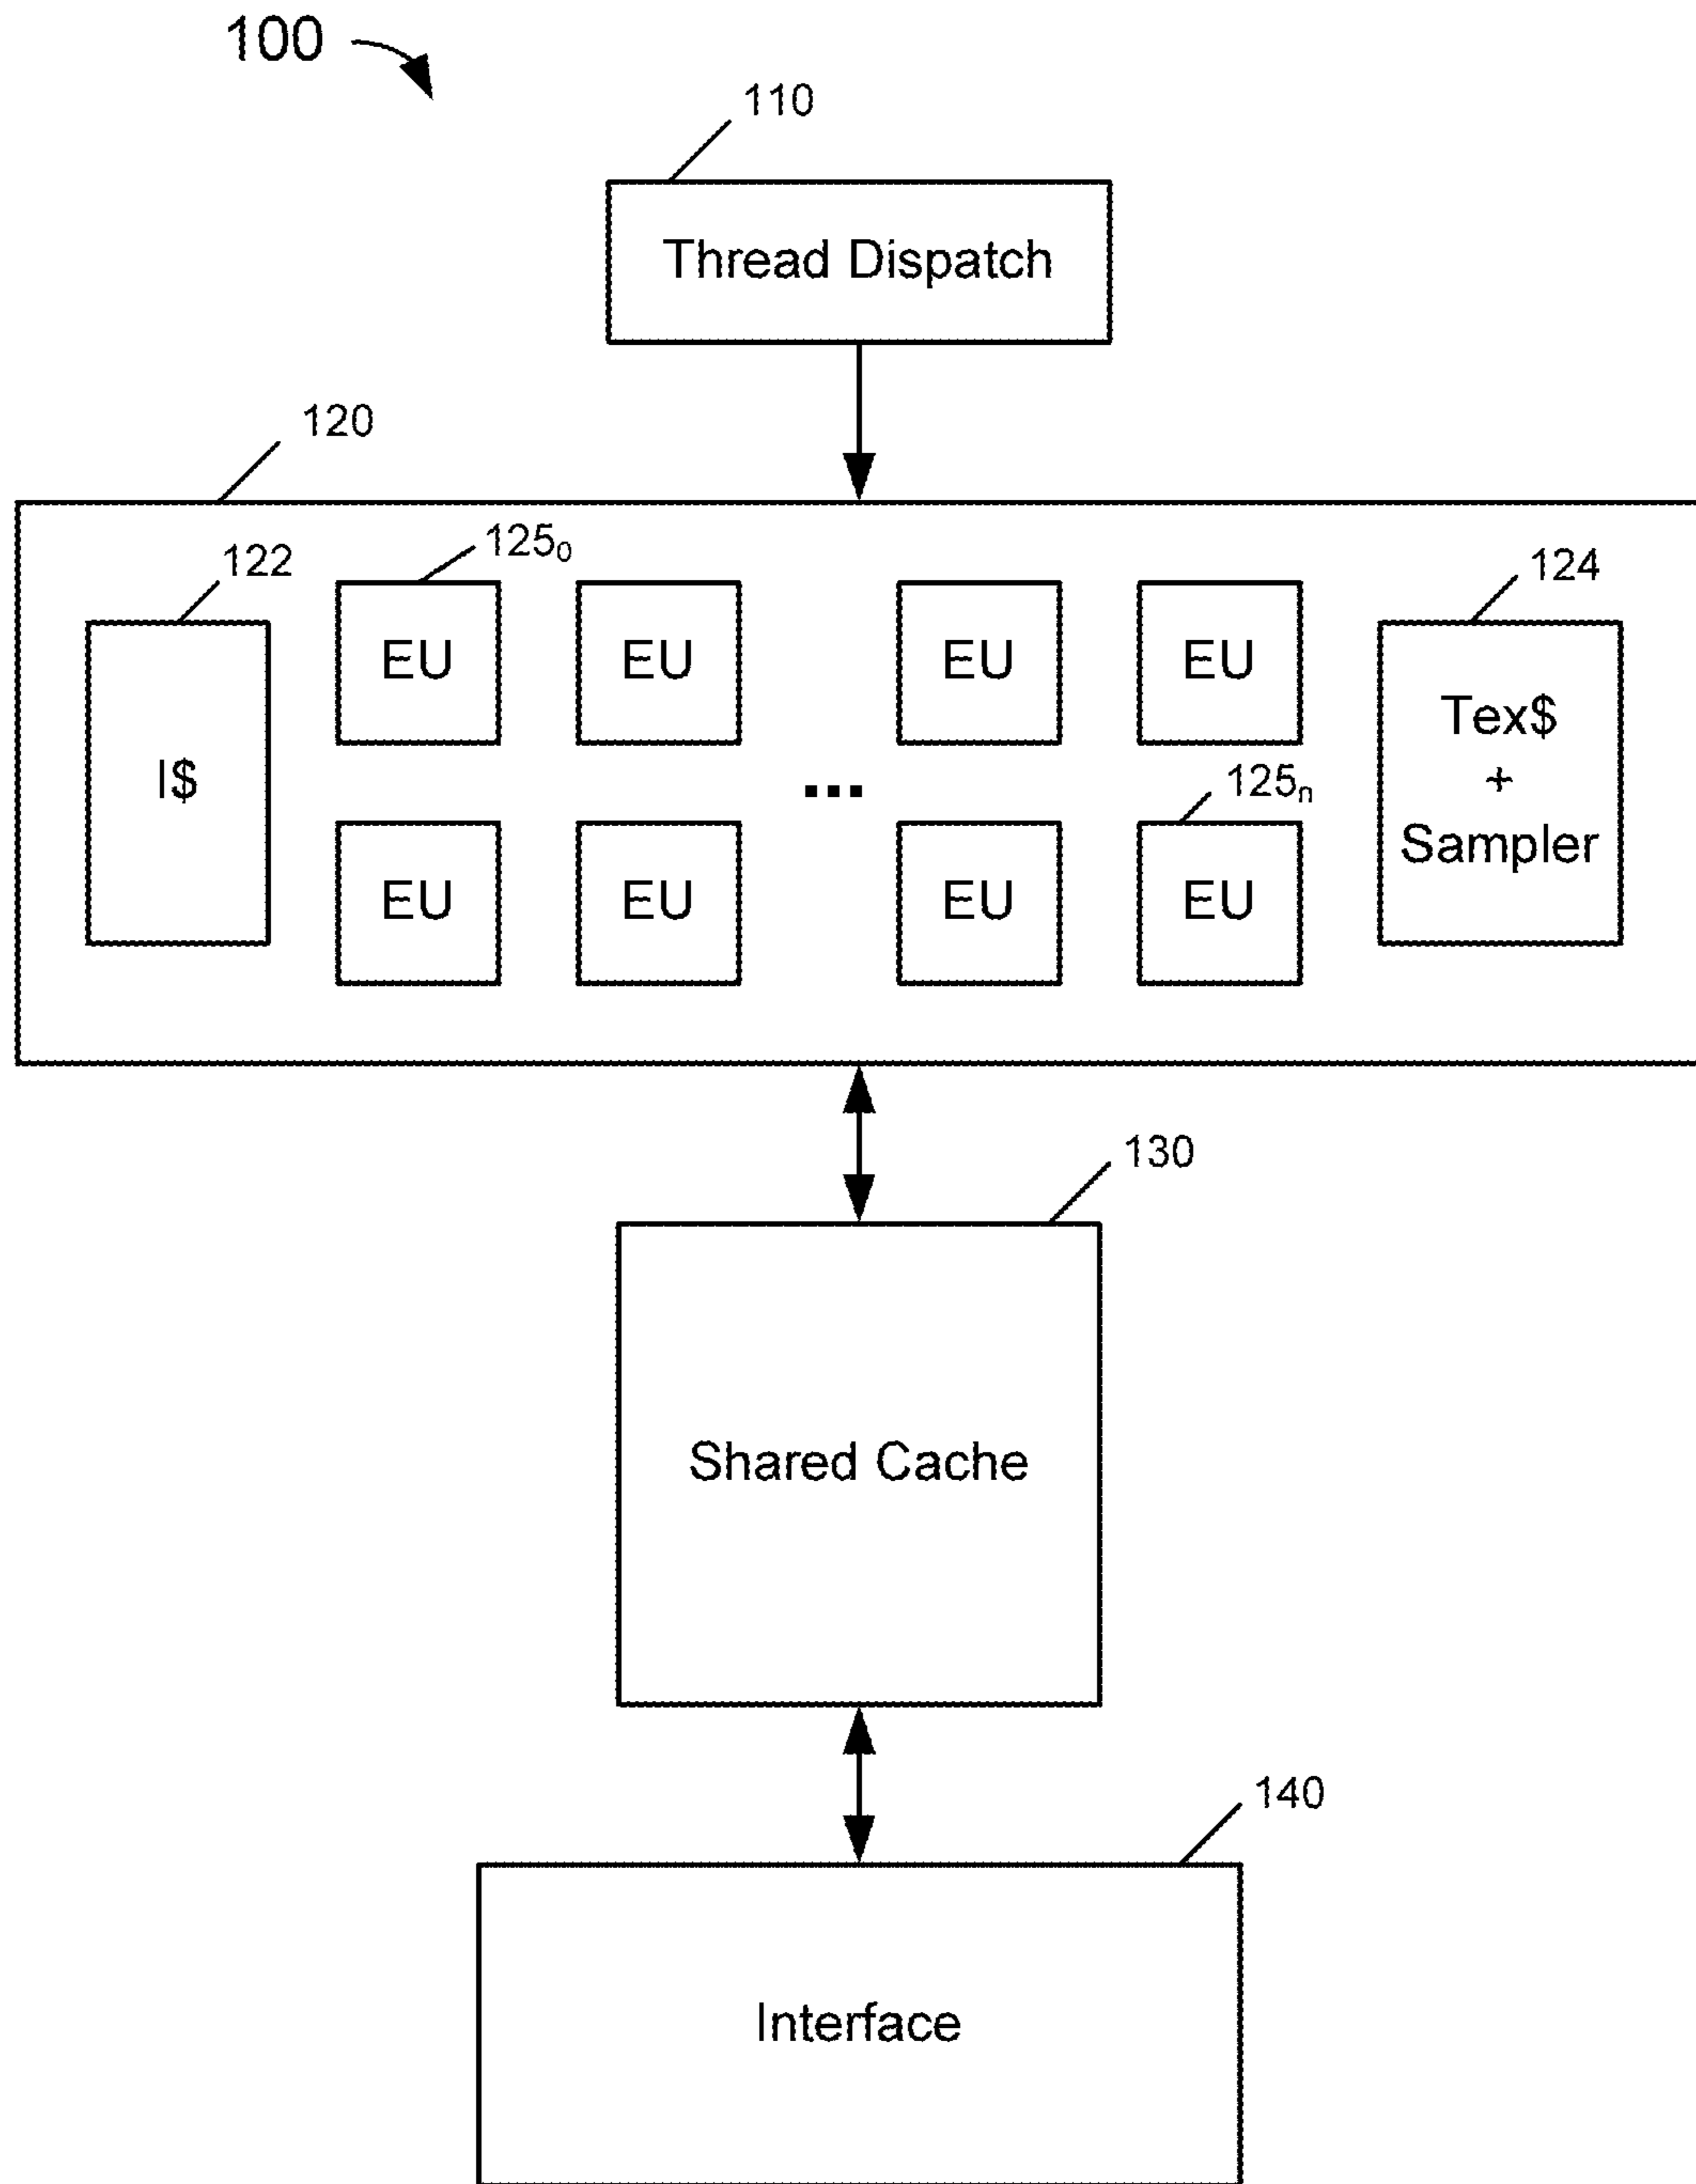 100
110
Thread Dispatch
120
122
125₀
124
EU EU EU EU
I$
Tex$
+
Sampler
...
125ₙ
EU EU EU EU
130
Shared Cache
140
Interface